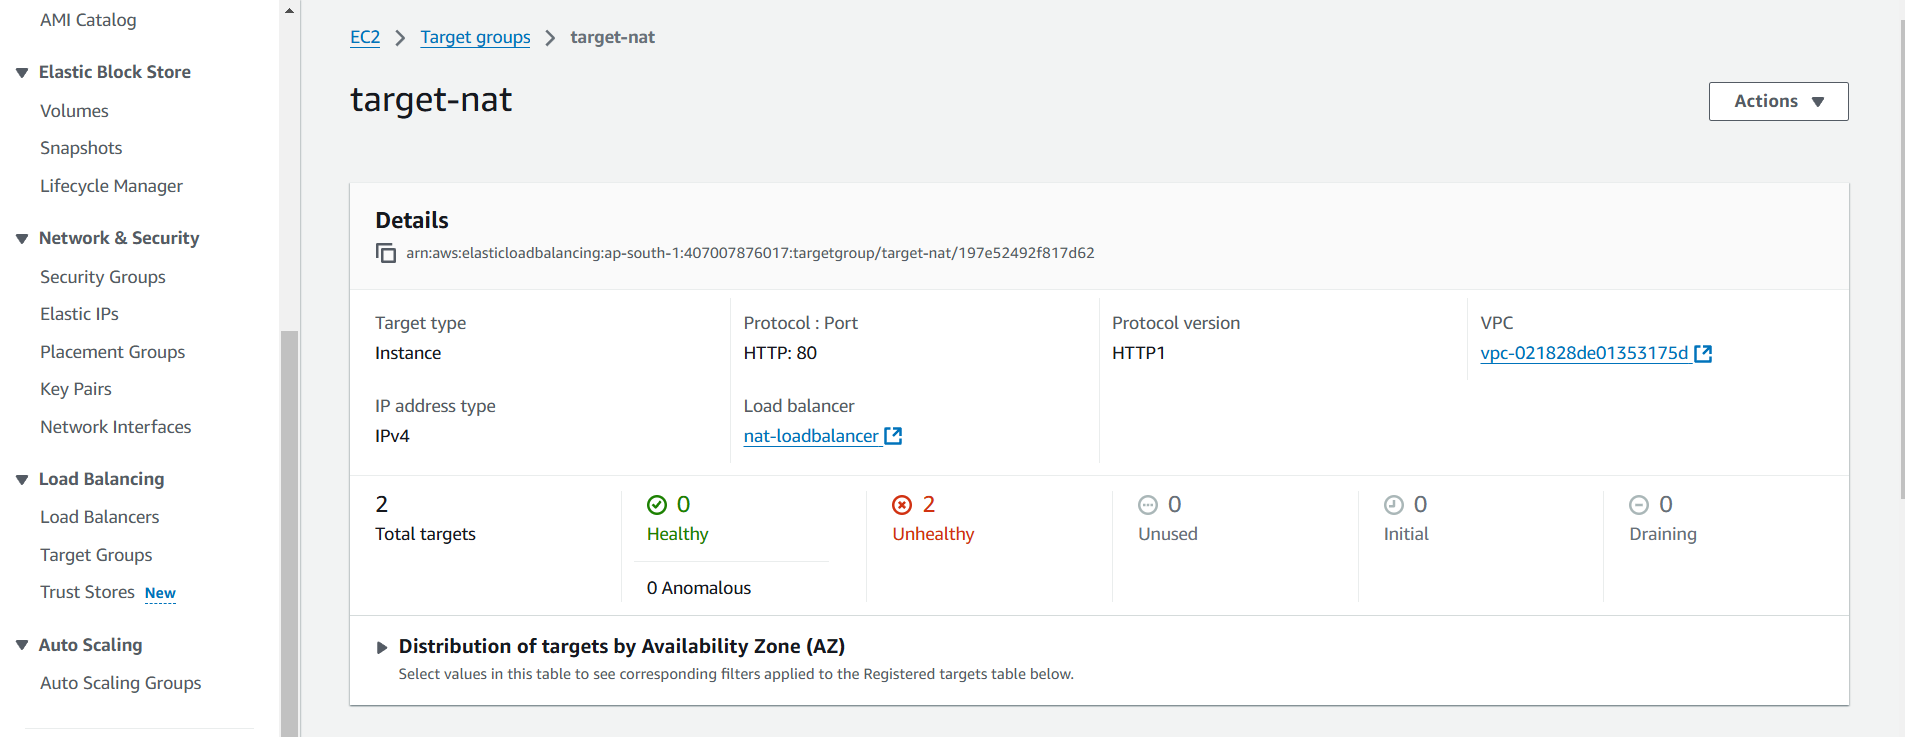 AMI Catalog
Elastic Block Store
Volumes
Snapshots
Lifecycle Manager
Network & Security
Security Groups
Elastic IPs
Placement Groups
Key Pairs
Network Interfaces
Load Balancing
Load Balancers
Target Groups
Trust Stores New
Auto Scaling
Auto Scaling Groups
EC2 > Target groups > target-nat
target-nat
Actions
Details
arn:aws:elasticloadbalancing:ap-south-1:407007876017:targetgroup/target-nat/197e52492f817d62
Target type
Instance
Protocol : Port
HTTP: 80
Protocol version
HTTP1
VPC
vpc-021828de01353175d
IP address type
IPv4
Load balancer
nat-loadbalancer
2
Total targets
0
Healthy
0 Anomalous
2
Unhealthy
0
Unused
0
Initial
0
Draining
Distribution of targets by Availability Zone (AZ)
Select values in this table to see corresponding filters applied to the Registered targets table below.